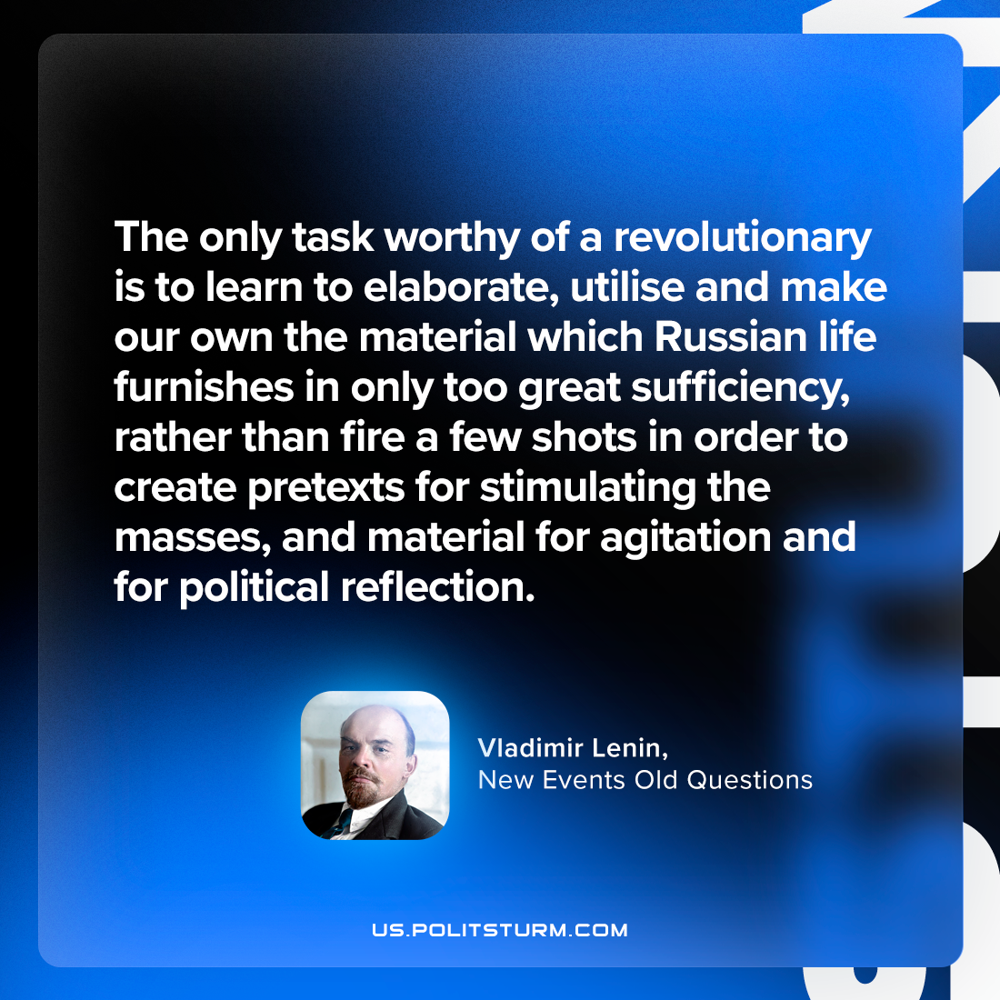 The only task worthy of a revolutionary
is to learn to elaborate, utilise and make
our own the material which Russian life
furnishes in only too great sufficiency,
rather than fire a few shots in order to
create pretexts for stimulating the
masses, and material for agitation and
for political reflection.
Vladimir Lenin,
New Events Old Questions
US.POLITSTURM.COM